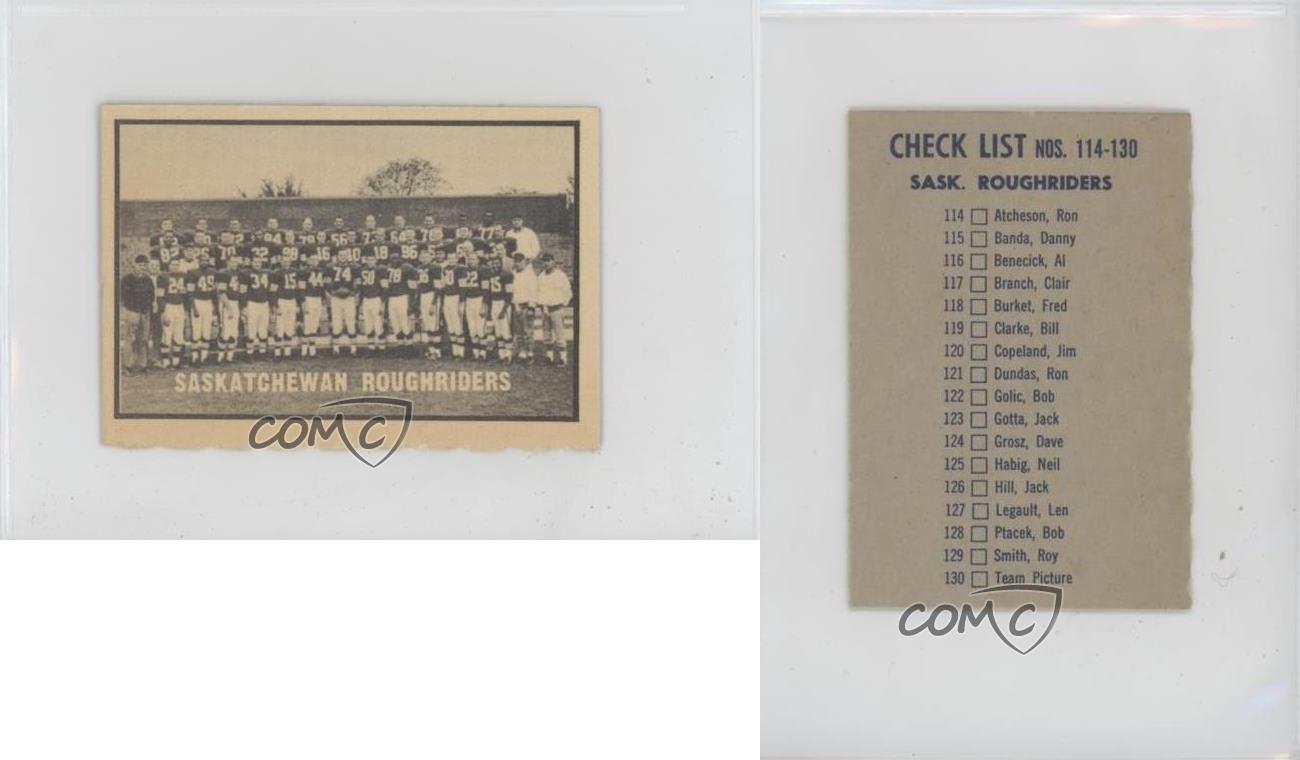 SASKATCHEWAN ROUGHRIDERS
COMC
CHECK LIST NOS. 114-130
SASK. ROUGHRIDERS
114 Atcheson, Ron
115 Banda, Danny
116 Benecick, Al
117 Branch, Clair
118 Burket, Fred
119 Clarke, Bill
120 Copeland, Jim
121 Dundas, Ron
122 Golic, Bob
123 Gotta, Jack
124 Grosz, Dave
125 Habig, Neil
126 Hill, Jack
127 Legault, Len
128 Ptacek, Bob
129 Smith, Roy
130 Team Picture
COMC